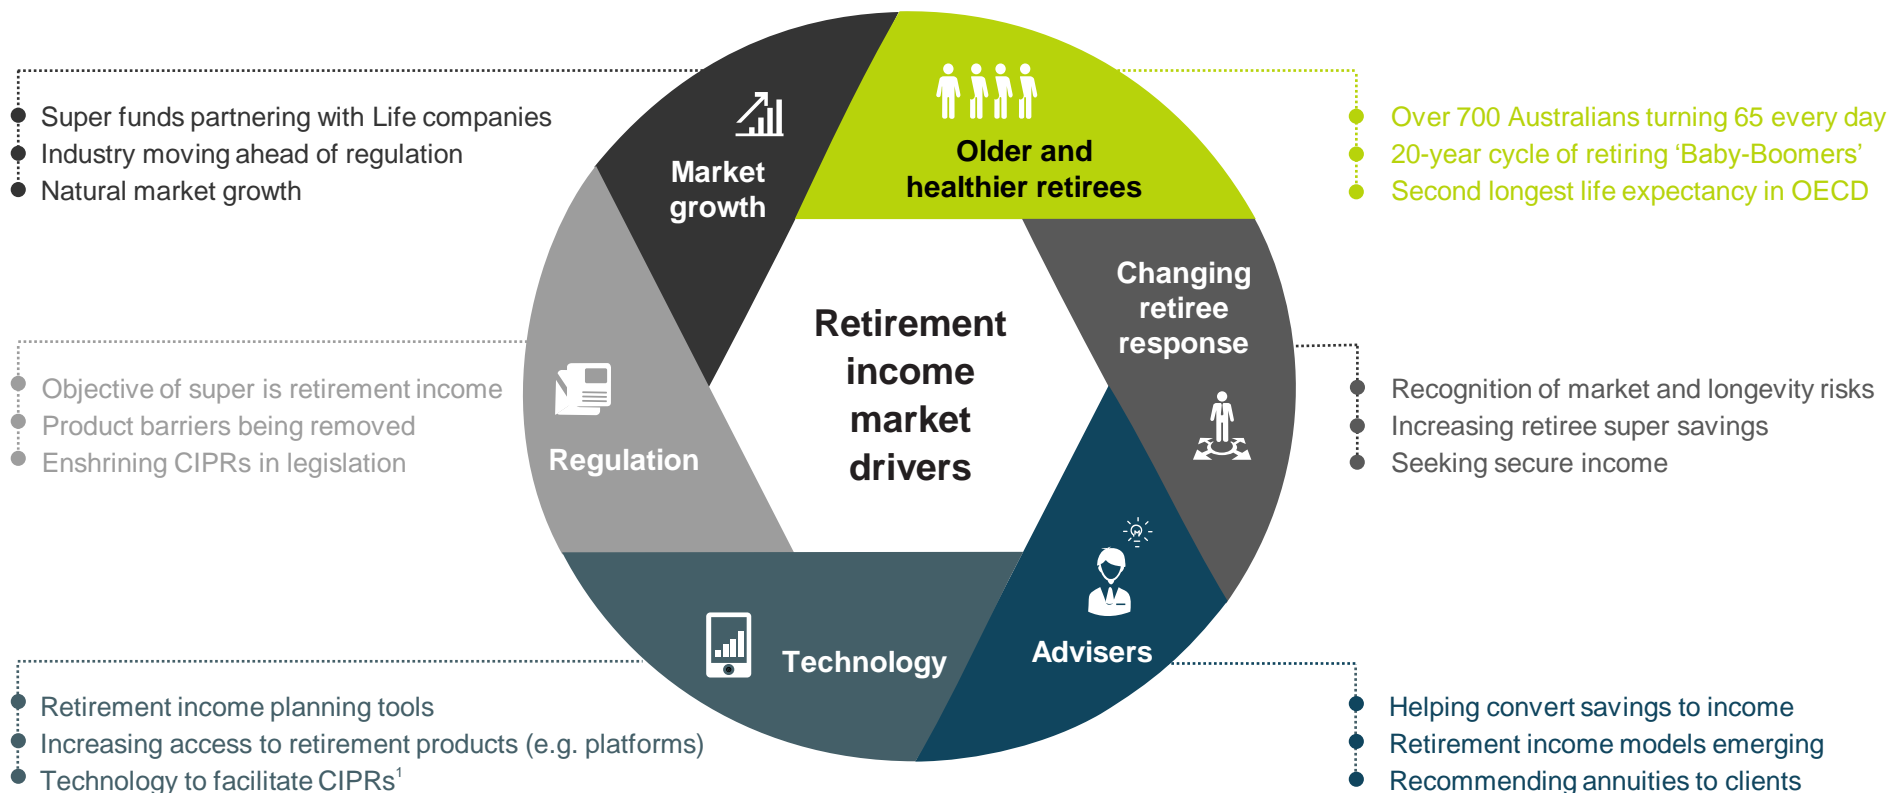 Super funds partnering with Life companies
Industry moving ahead of regulation
Natural market growth
Market
growth
Older and
healthier retirees
Over 700 Australians turning 65 every day
20-year cycle of retiring ‘Baby-Boomers’
Second longest life expectancy in OECD
Objective of super is retirement income
Product barriers being removed
Enshrining CIPRs in legislation
Regulation
Retirement
income
market
drivers
Changing
retiree
response
Recognition of market and longevity risks
Increasing retiree super savings
Seeking secure income
Retirement income planning tools
Increasing access to retirement products (e.g. platforms)
Technology to facilitate CIPRs¹
Technology
Advisers
Helping convert savings to income
Retirement income models emerging
Recommending annuities to clients